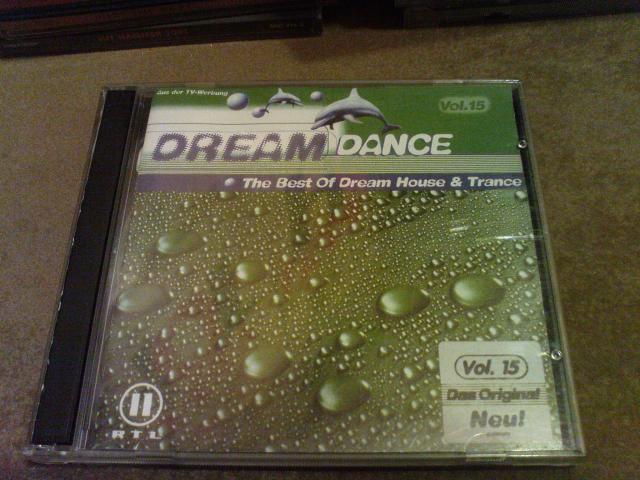 Aus der TV-Werbung
Vol.15
DREAM DANCE
The Best Of Dream House & Trance
Vol. 15
Das Original
Neu!
II
RTL